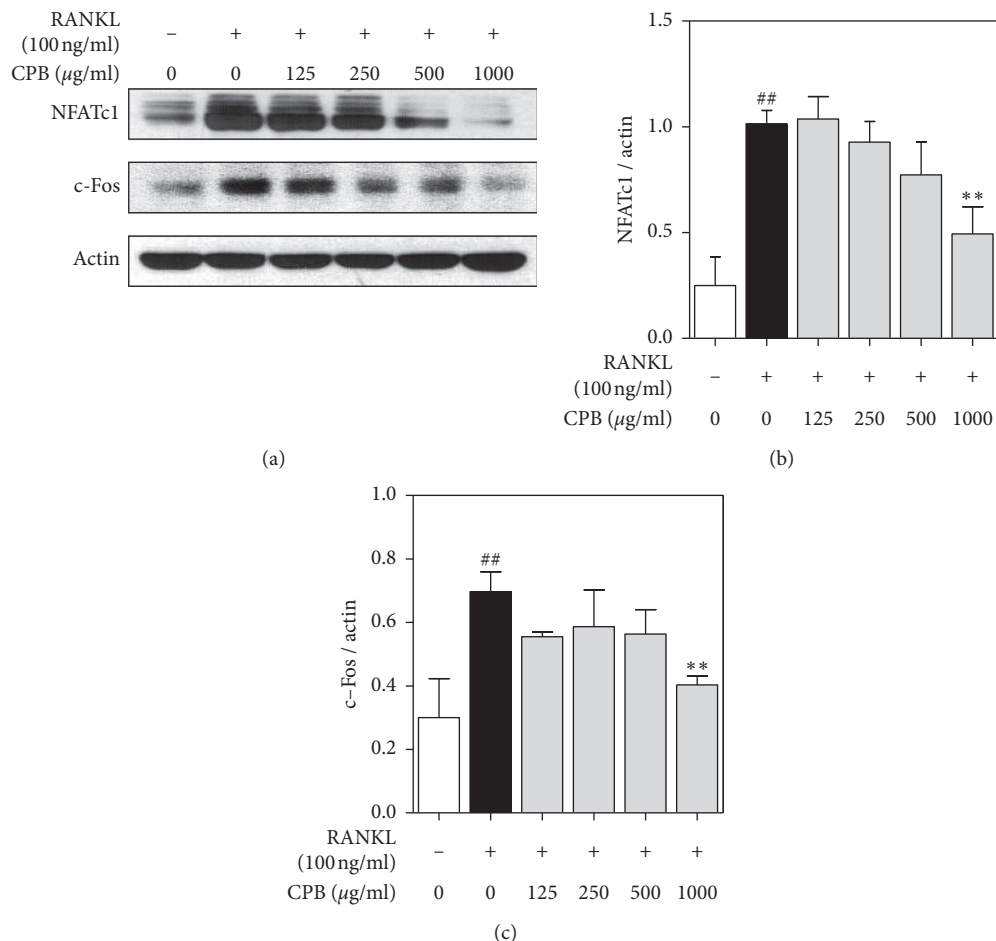 RANKL
(100 ng/ml) – + + + + +
CPB (μg/ml) 0 0 125 250 500 1000
NFATc1
c-Fos
Actin
(a)
NFATc1 / actin
1.5
1.0
0.5
0.0
##
**
RANKL
(100 ng/ml) – + + + + +
CPB (μg/ml) 0 0 125 250 500 1000
(b)
c–Fos / actin
1.0
0.8
0.6
0.4
0.2
0.0
##
**
RANKL
(100 ng/ml) – + + + + +
CPB (μg/ml) 0 0 125 250 500 1000
(c)